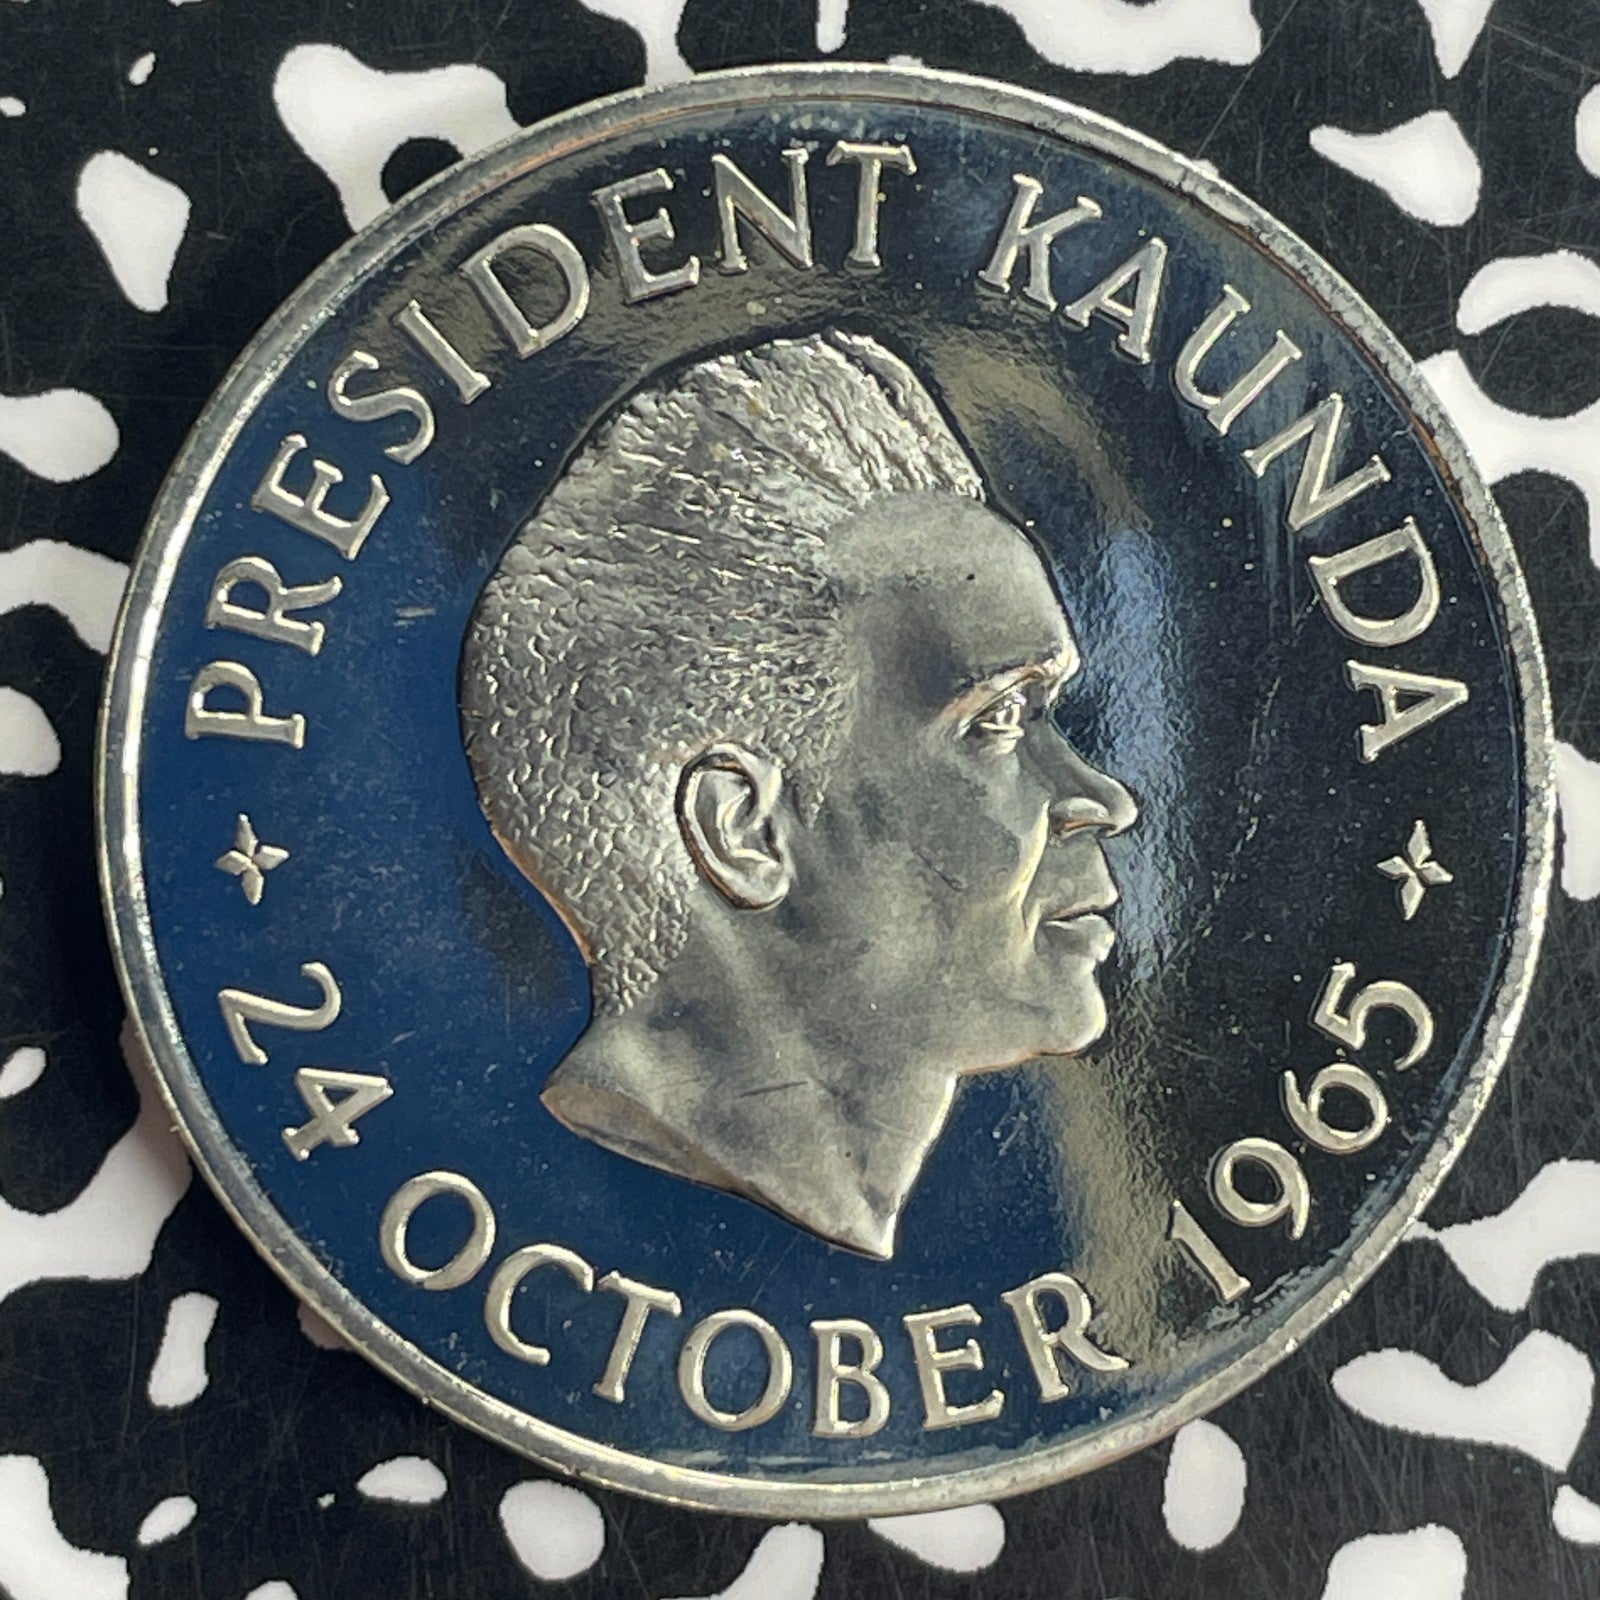 PRESIDENT KAUNDA
24 OCTOBER 1965